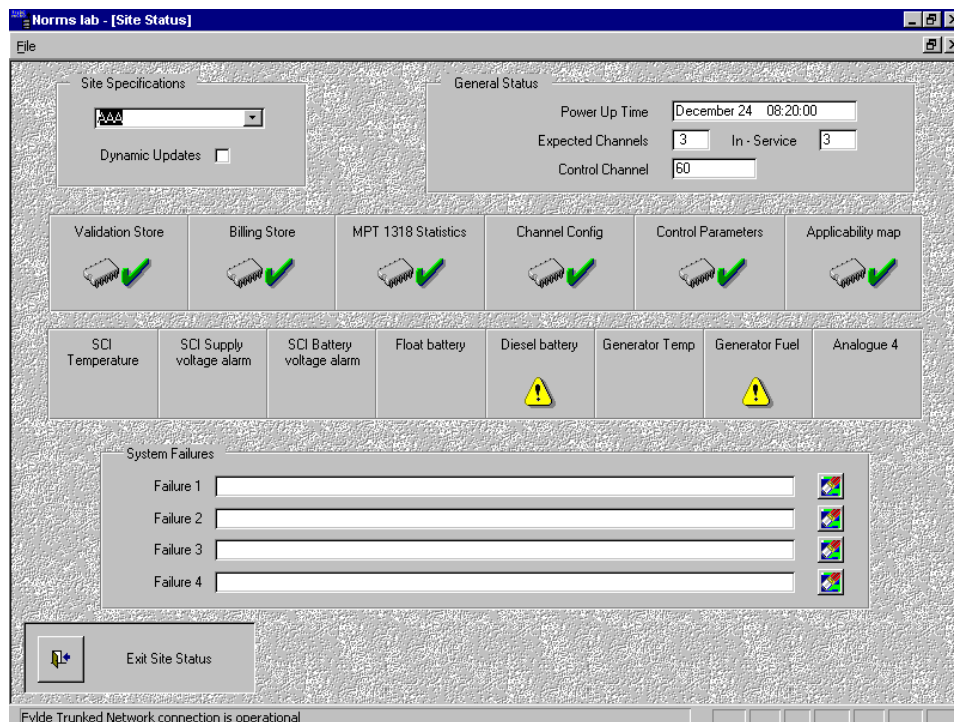 Norms lab - [Site Status]
File
Site Specifications
AAA
Dynamic Updates
General Status
Power Up Time December 24 08:20:00
Expected Channels 3 In - Service 3
Control Channel 60
Validation Store Billing Store MPT 1318 Statistics Channel Config Control Parameters Applicability map
SCI Temperature
SCI Supply voltage alarm
SCI Battery voltage alarm
Float battery
Diesel battery
Generator Temp
Generator Fuel
Analogue 4
System Failures
Failure 1
Failure 2
Failure 3
Failure 4
Exit Site Status
Fylde Trunked Network connection is operational